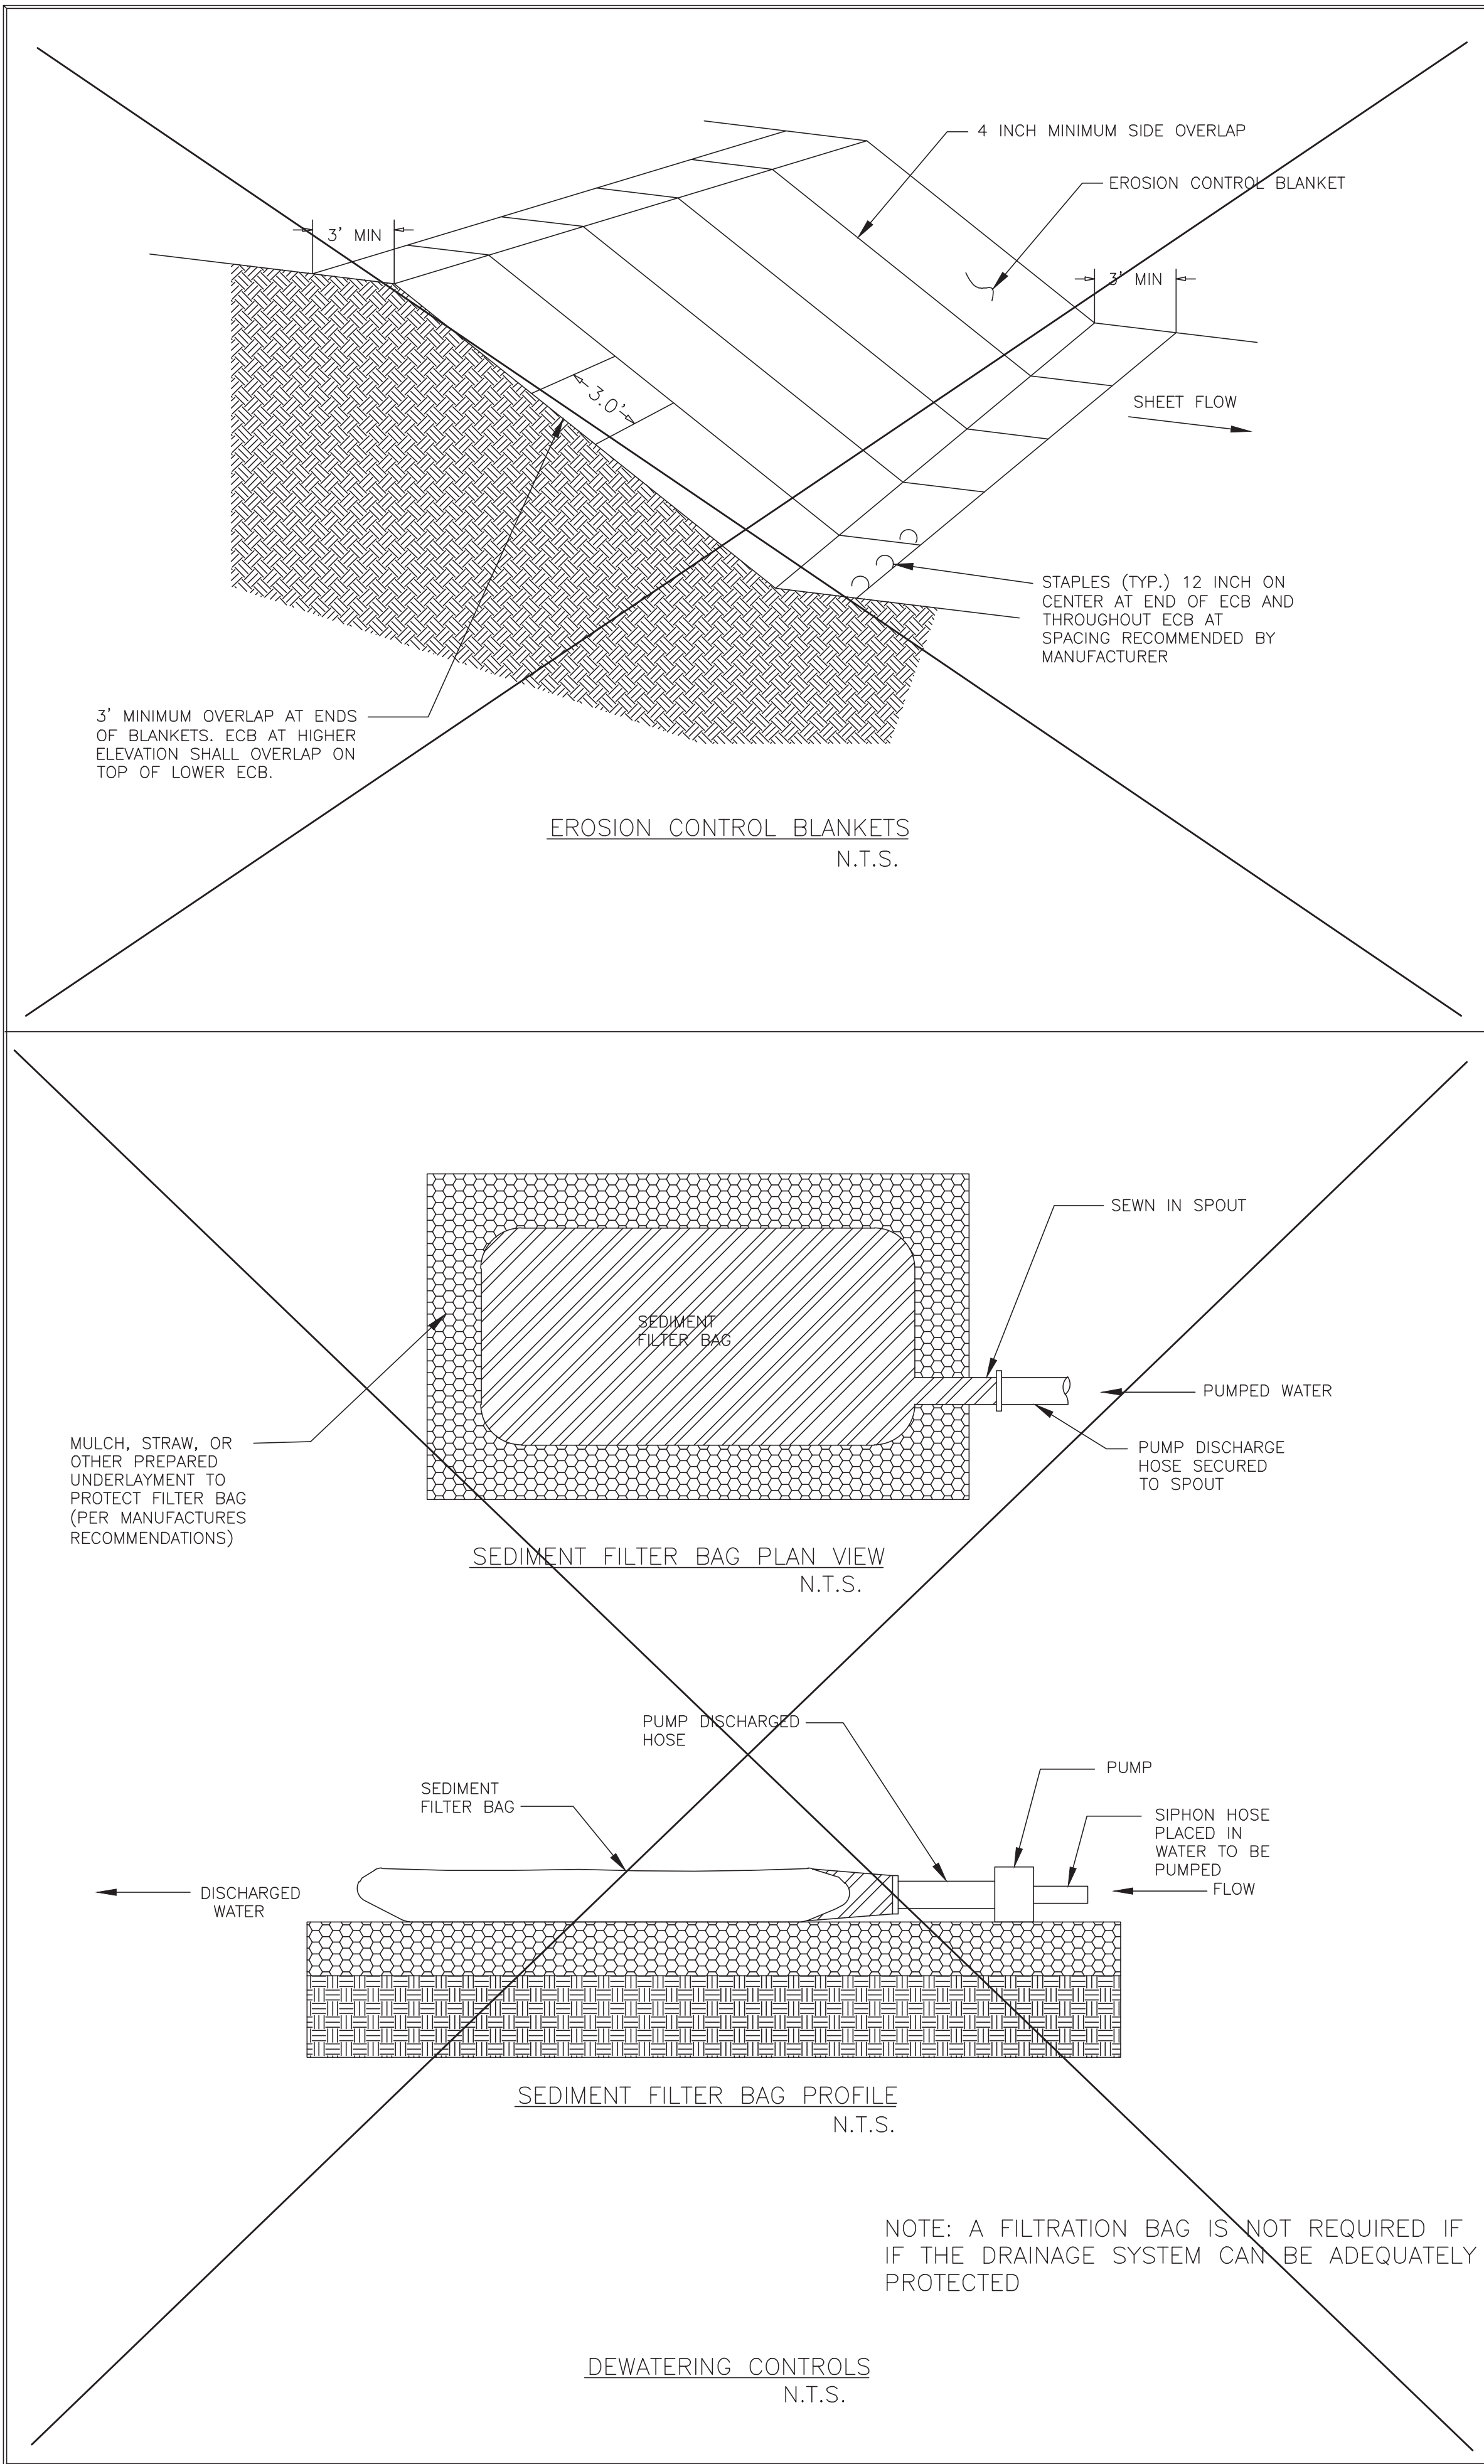 4 INCH MINIMUM SIDE OVERLAP
EROSION CONTROL BLANKET
3' MIN
3' MIN
3.0'
SHEET FLOW
STAPLES (TYP.) 12 INCH ON
CENTER AT END OF ECB AND
THROUGHOUT ECB AT
SPACING RECOMMENDED BY
MANUFACTURER
3' MINIMUM OVERLAP AT ENDS
OF BLANKETS. ECB AT HIGHER
ELEVATION SHALL OVERLAP ON
TOP OF LOWER ECB.
EROSION CONTROL BLANKETS
N.T.S.
SEWN IN SPOUT
SEDIMENT
FILTER BAG
PUMPED WATER
MULCH, STRAW, OR
OTHER PREPARED
UNDERLAYMENT TO
PROTECT FILTER BAG
(PER MANUFACTURES
RECOMMENDATIONS)
PUMP DISCHARGE
HOSE SECURED
TO SPOUT
SEDIMENT FILTER BAG PLAN VIEW
N.T.S.
PUMP DISCHARGED
HOSE
PUMP
SEDIMENT
FILTER BAG
SIPHON HOSE
PLACED IN
WATER TO BE
PUMPED
FLOW
DISCHARGED
WATER
SEDIMENT FILTER BAG PROFILE
N.T.S.
NOTE: A FILTRATION BAG IS NOT REQUIRED IF
IF THE DRAINAGE SYSTEM CAN BE ADEQUATELY
PROTECTED
DEWATERING CONTROLS
N.T.S.